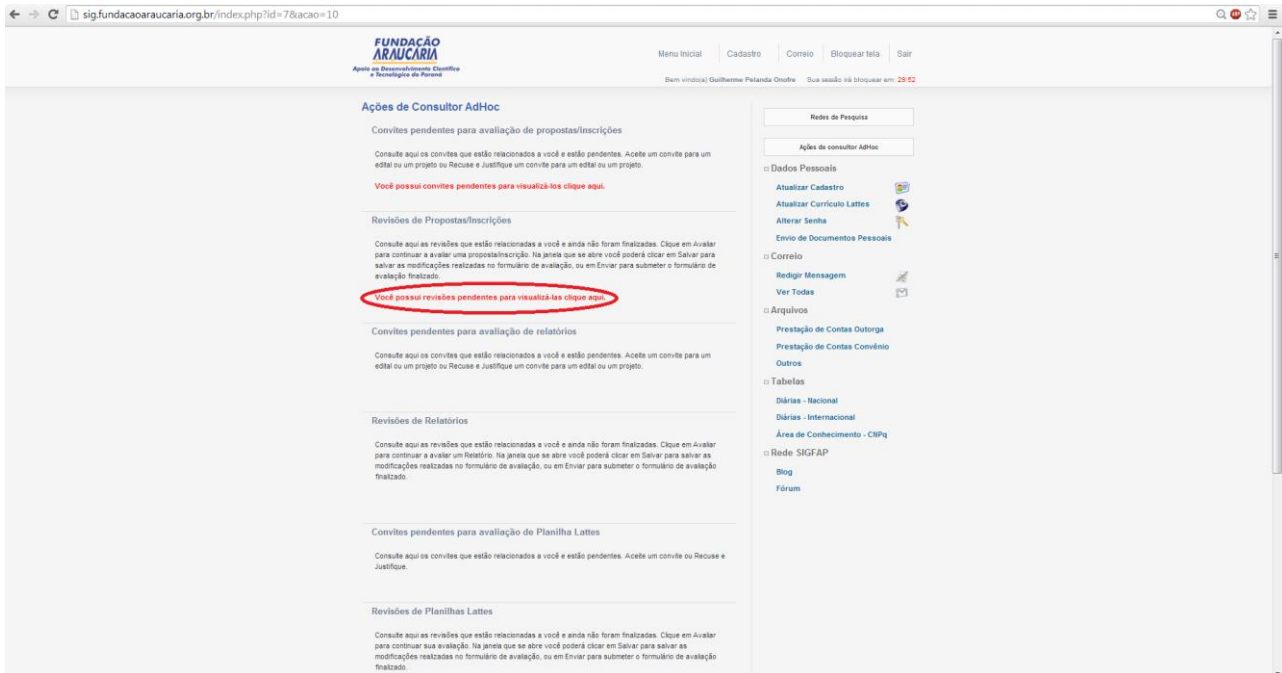 sig.fundacaoaraucaria.org.br/index.php?id=7&acao=10
FUNDAÇÃO
ARAUCÁRIA
Apoio ao Desenvolvimento Científico
e Tecnológico do Paraná
Menu Inicial Cadastro Correio Bloquear tela Sair
Bem vindo(a) Guilherme Pelanda Onofre Sua sessão irá bloquear em: 29:52
Ações de Consultor AdHoc
Convites pendentes para avaliação de propostas/inscrições
Consulte aqui os convites que estão relacionados a você e estão pendentes. Aceite um convite para um
edital ou um projeto ou Recuse e Justifique um convite para um edital ou um projeto.
Você possui convites pendentes para visualizá-los clique aqui.
Revisões de Propostas/Inscrições
Consulte aqui as revisões que estão relacionadas a você e ainda não foram finalizadas. Clique em Avaliar
para continuar a avaliar uma proposta/inscrição. Na janela que se abre você poderá clicar em Salvar para
salvar as modificações realizadas no formulário de avaliação, ou em Enviar para submeter o formulário de
avaliação finalizado.
Você possui revisões pendentes para visualizá-las clique aqui.
Convites pendentes para avaliação de relatórios
Consulte aqui os convites que estão relacionados a você e estão pendentes. Aceite um convite para um
edital ou um projeto ou Recuse e Justifique um convite para um edital ou um projeto.
Revisões de Relatórios
Consulte aqui as revisões que estão relacionadas a você e ainda não foram finalizadas. Clique em Avaliar
para continuar a avaliar um Relatório. Na janela que se abre você poderá clicar em Salvar para salvar as
modificações realizadas no formulário de avaliação, ou em Enviar para submeter o formulário de avaliação
finalizado.
Convites pendentes para avaliação de Planilha Lattes
Consulte aqui os convites que estão relacionados a você e estão pendentes. Aceite um convite ou Recuse e
Justifique.
Revisões de Planilhas Lattes
Consulte aqui as revisões que estão relacionadas a você e ainda não foram finalizadas. Clique em Avaliar
para continuar sua avaliação. Na janela que se abre você poderá clicar em Salvar para salvar as
modificações realizadas no formulário de avaliação, ou em Enviar para submeter o formulário de avaliação
finalizado.
Redes de Pesquisa
Ações de consultor AdHoc
Dados Pessoais
Atualizar Cadastro
Atualizar Currículo Lattes
Alterar Senha
Envio de Documentos Pessoais
Correio
Redigir Mensagem
Ver Todas
Arquivos
Prestação de Contas Outorga
Prestação de Contas Convênio
Outros
Tabelas
Diárias - Nacional
Diárias - Internacional
Área de Conhecimento - CNPq
Rede SIGFAP
Blog
Fórum